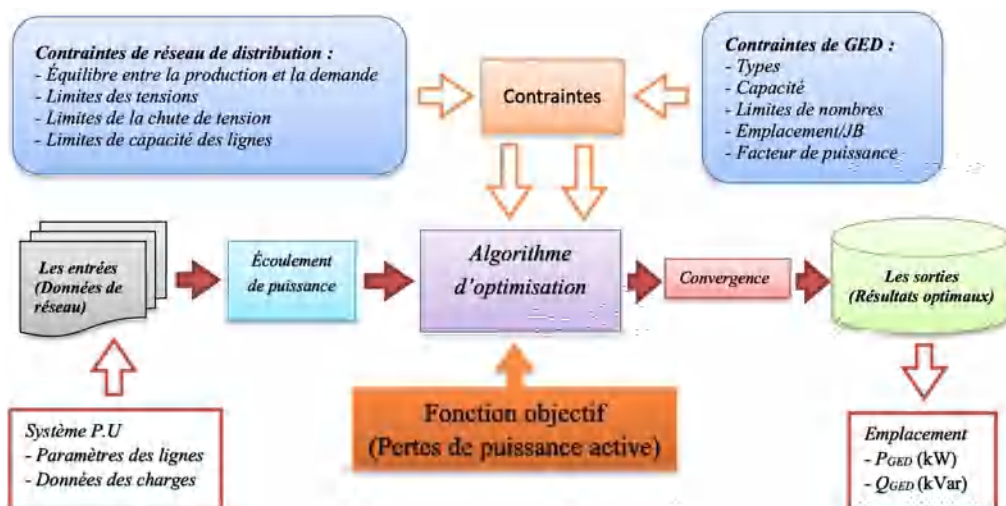 Contraintes de réseau de distribution :
- Équilibre entre la production et la demande
- Limites des tensions
- Limites de la chute de tension
- Limites de capacité des lignes
Contraintes
Contraintes de GED :
- Types
- Capacité
- Limites de nombres
- Emplacement/JB
- Facteur de puissance
Les entrées
(Données de
réseau)
Écoulement
de puissance
Algorithme
d'optimisation
Convergence
Les sorties
(Résultats optimaux)
Système P.U
- Paramètres des lignes
- Données des charges
Fonction objectif
(Pertes de puissance active)
Emplacement
- PGED (kW)
- QGED (kVar)